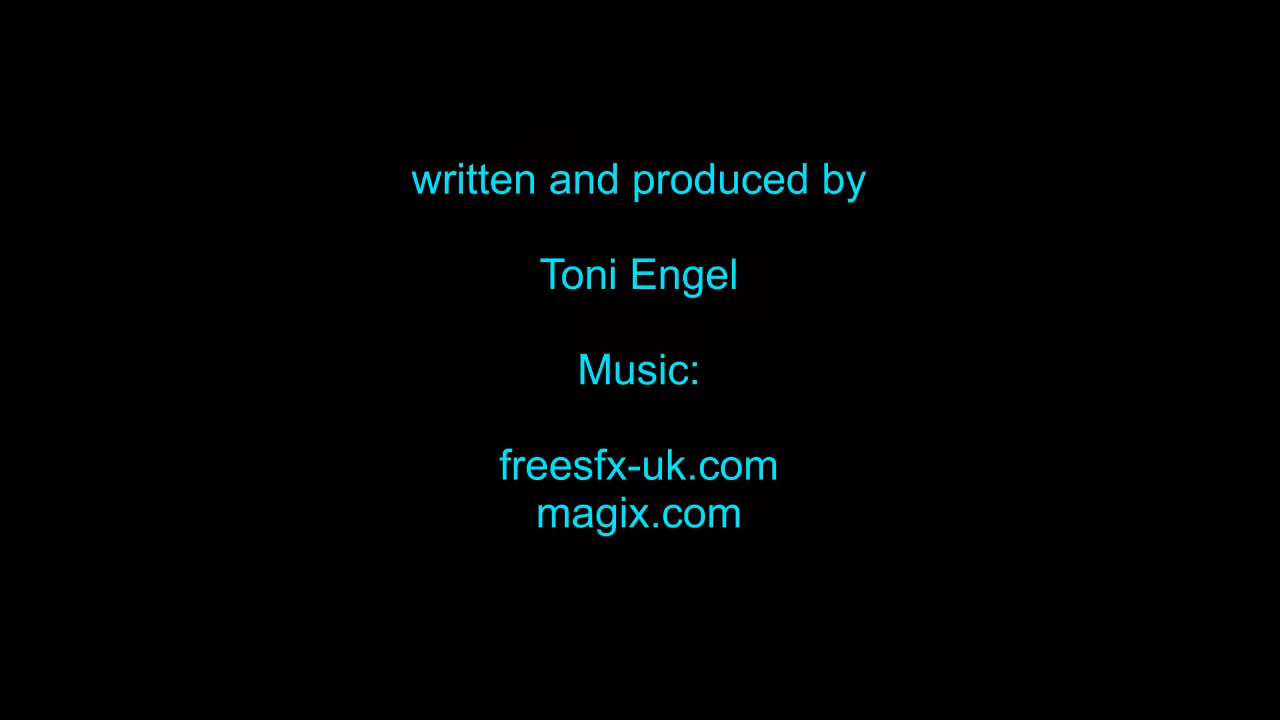 written and produced by
Toni Engel
Music:
freesfx-uk.com
magix.com